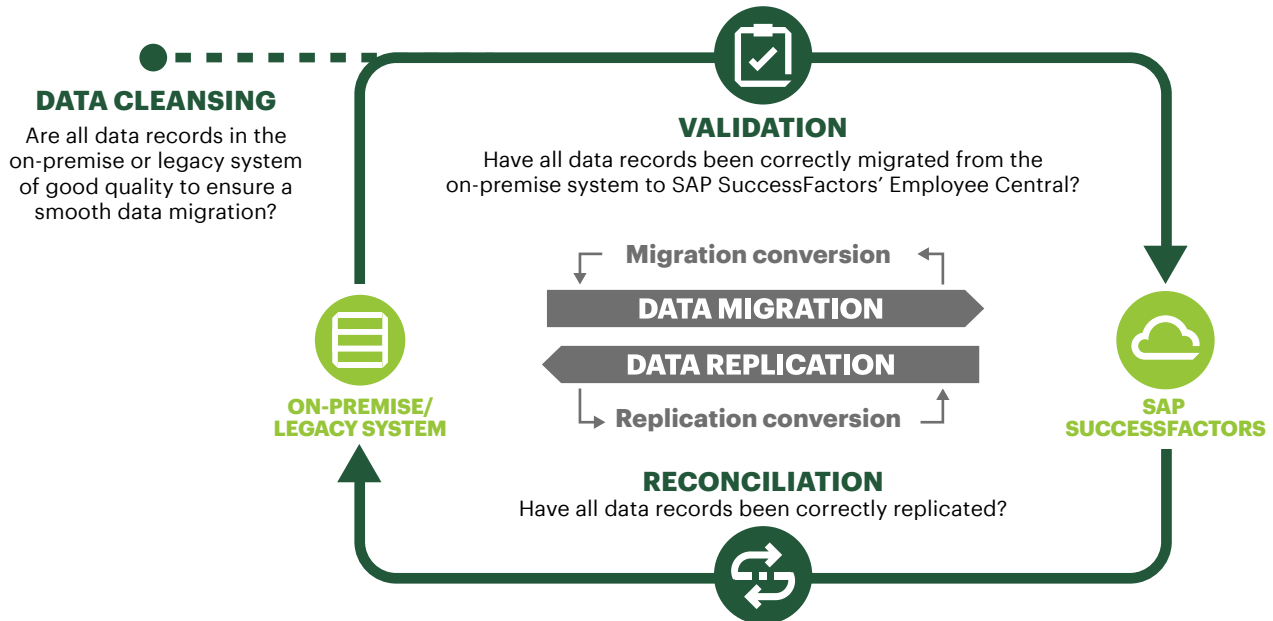 DATA CLEANSING
Are all data records in the
on-premise or legacy system
of good quality to ensure a
smooth data migration?
VALIDATION
Have all data records been correctly migrated from the
on-premise system to SAP SuccessFactors’ Employee Central?
Migration conversion
DATA MIGRATION
DATA REPLICATION
Replication conversion
ON-PREMISE/
LEGACY SYSTEM
SAP
SUCCESSFACTORS
RECONCILIATION
Have all data records been correctly replicated?